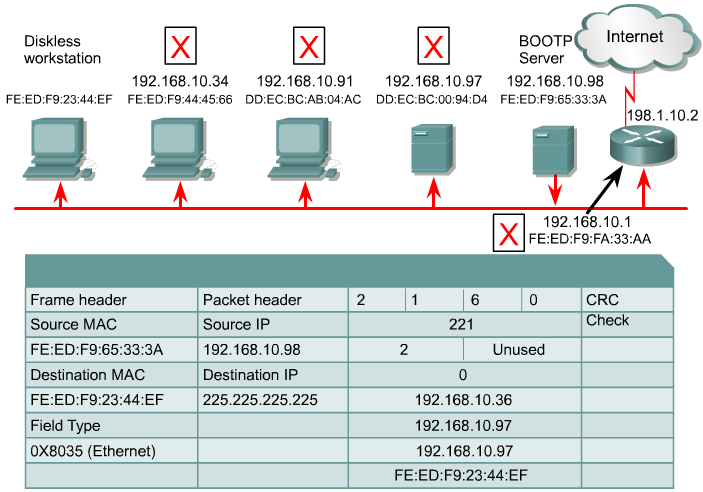 Diskless
workstation
FE:ED:F9:23:44:EF
X
192.168.10.34
FE:ED:F9:44:45:66
X
192.168.10.91
DD:EC:BC:AB:04:AC
X
192.168.10.97
DD:EC:BC:00:94:D4
BOOTP
Server
192.168.10.98
FE:ED:F9:65:33:3A
Internet
198.1.10.2
X
192.168.10.1
FE:ED:F9:FA:33:AA
Frame header Packet header 2 1 6 0 CRC
Source MAC Source IP 221 Check
FE:ED:F9:65:33:3A 192.168.10.98 2 Unused
Destination MAC Destination IP 0
FE:ED:F9:23:44:EF 225.225.225.225 192.168.10.36
Field Type 192.168.10.97
0X8035 (Ethernet) 192.168.10.97
FE:ED:F9:23:44:EF